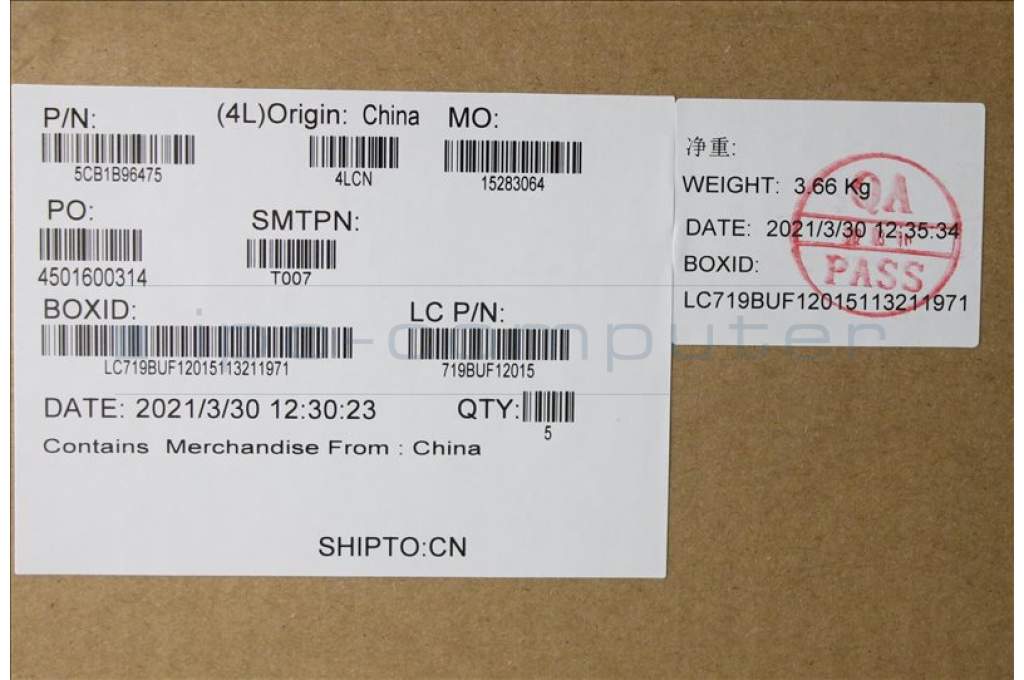 P/N: (4L)Origin: China MO:
5CB1B96475 4LCN 15283064
PO: SMTPN:
4501600314 T007
BOXID: LC P/N:
LC719BUF12015113211971 719BUF12015
DATE: 2021/3/30 12:30:23 QTY:
5
Contains Merchandise From : China
SHIPTO:CN
净重:
WEIGHT: 3.66 Kg
DATE: 2021/3/30 12:35:34
BOXID:
LC719BUF12015113211971
QA
PASS
computer